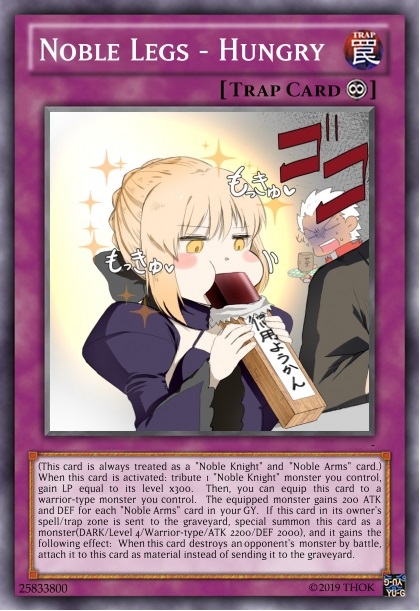 NOBLE LEGS - HUNGRY
TRAP
罠
[TRAP CARD ]
ゴゴ
もっきゅ♡
もっきゅ♡
徳用ようかん
-
(This card is always treated as a "Noble Knight" and "Noble Arms" card.)
When this card is activated: tribute 1 "Noble Knight" monster you control,
gain LP equal to its level x300. Then, you can equip this card to a
warrior-type monster you control. The equipped monster gains 200 ATK
and DEF for each "Noble Arms" card in your GY. If this card in its owner's
spell/trap zone is sent to the graveyard, special summon this card as a
monster(DARK/Level 4/Warrior-type/ATK 2200/DEF 2000), and it gains the
following effect: When this card destroys an opponent's monster by battle,
attach it to this card as material instead of sending it to the graveyard.
25833800
©2019 THOK
YU-G